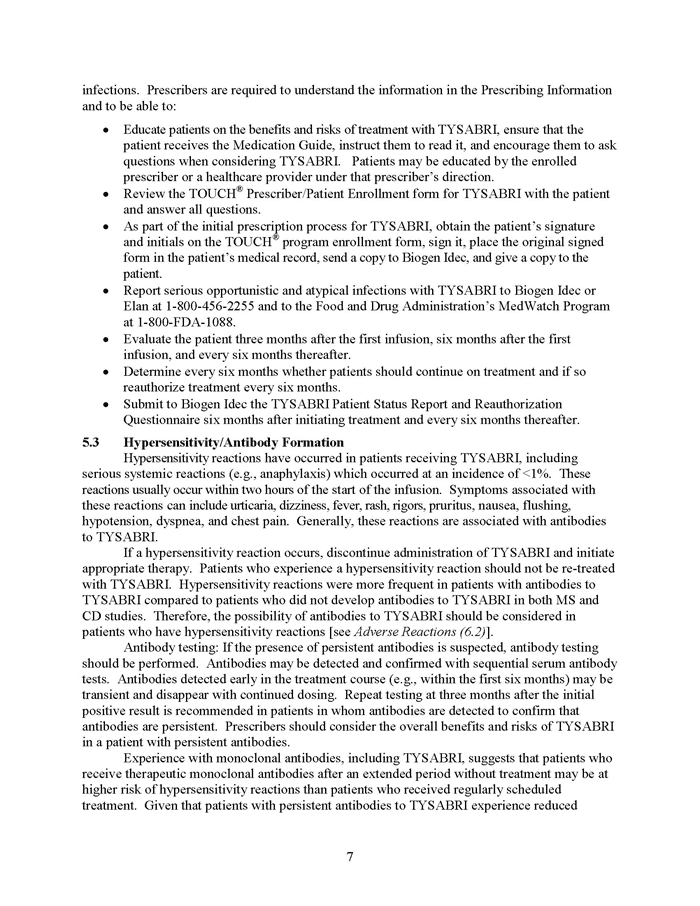 infections.  Prescribers are required to understand the information in the Prescribing Information
and to be able to:
• Educate patients on the benefits and risks of treatment with TYSABRI, ensure that the
patient receives the Medication Guide, instruct them to read it, and encourage them to ask
questions when considering TYSABRI.   Patients may be educated by the enrolled
prescriber or a healthcare provider under that prescriber's direction.
• Review the TOUCH® Prescriber/Patient Enrollment form for TYSABRI with the patient
and answer all questions.
• As part of the initial prescription process for TYSABRI, obtain the patient's signature
and initials on the TOUCH® program enrollment form, sign it, place the original signed
form in the patient's medical record, send a copy to Biogen Idec, and give a copy to the
patient.
• Report serious opportunistic and atypical infections with TYSABRI to Biogen Idec or
Elan at 1-800-456-2255 and to the Food and Drug Administration's MedWatch Program
at 1-800-FDA-1088.
• Evaluate the patient three months after the first infusion, six months after the first
infusion, and every six months thereafter.
• Determine every six months whether patients should continue on treatment and if so
reauthorize treatment every six months.
• Submit to Biogen Idec the TYSABRI Patient Status Report and Reauthorization
Questionnaire six months after initiating treatment and every six months thereafter.
5.3 Hypersensitivity/Antibody Formation
Hypersensitivity reactions have occurred in patients receiving TYSABRI, including
serious systemic reactions (e.g., anaphylaxis) which occurred at an incidence of <1%.  These
reactions usually occur within two hours of the start of the infusion.  Symptoms associated with
these reactions can include urticaria, dizziness, fever, rash, rigors, pruritus, nausea, flushing,
hypotension, dyspnea, and chest pain.  Generally, these reactions are associated with antibodies
to TYSABRI.
If a hypersensitivity reaction occurs, discontinue administration of TYSABRI and initiate
appropriate therapy.  Patients who experience a hypersensitivity reaction should not be re-treated
with TYSABRI.  Hypersensitivity reactions were more frequent in patients with antibodies to
TYSABRI compared to patients who did not develop antibodies to TYSABRI in both MS and
CD studies.  Therefore, the possibility of antibodies to TYSABRI should be considered in
patients who have hypersensitivity reactions [see Adverse Reactions (6.2)].
Antibody testing: If the presence of persistent antibodies is suspected, antibody testing
should be performed.  Antibodies may be detected and confirmed with sequential serum antibody
tests.  Antibodies detected early in the treatment course (e.g., within the first six months) may be
transient and disappear with continued dosing.  Repeat testing at three months after the initial
positive result is recommended in patients in whom antibodies are detected to confirm that
antibodies are persistent.  Prescribers should consider the overall benefits and risks of TYSABRI
in a patient with persistent antibodies.
Experience with monoclonal antibodies, including TYSABRI, suggests that patients who
receive therapeutic monoclonal antibodies after an extended period without treatment may be at
higher risk of hypersensitivity reactions than patients who received regularly scheduled
treatment.  Given that patients with persistent antibodies to TYSABRI experience reduced
7